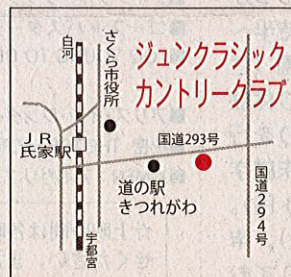 ジュンクラシック
カントリークラブ
白河
さくら市役所
JR
氏家駅
国道293号
道の駅
きつれがわ
国道294号
宇都宮